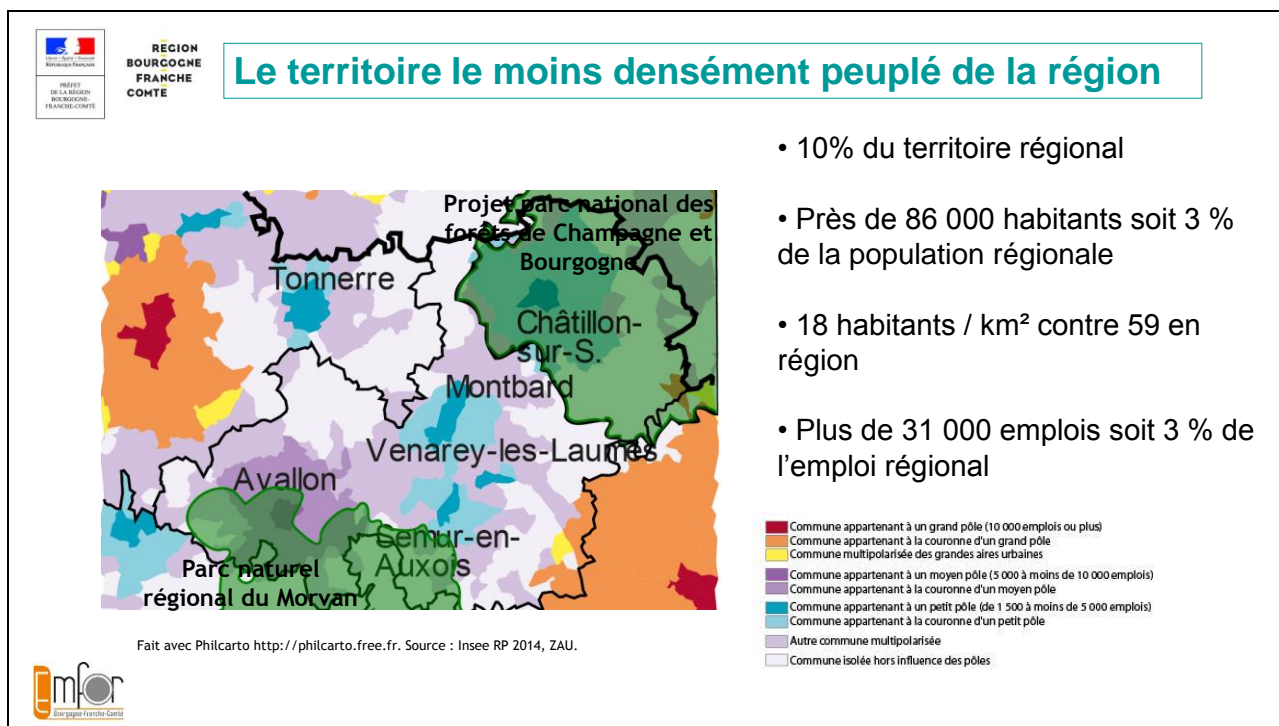 Liberté • Égalité • Fraternité
RÉPUBLIQUE FRANÇAISE
PRÉFET
DE LA RÉGION
BOURGOGNE-
FRANCHE-COMTÉ
REGION
BOURGOGNE
FRANCHE
COMTE
Le territoire le moins densément peuplé de la région
• 10% du territoire régional
• Près de 86 000 habitants soit 3 %
de la population régionale
• 18 habitants / km² contre 59 en
région
• Plus de 31 000 emplois soit 3 % de
l’emploi régional
Projet parc national des
forêts de Champagne et
Bourgogne
Tonnerre
Châtillon-
sur-S.
Montbard
Venarey-les-Laumes
Avallon
Semur-en-
Auxois
Parc naturel
régional du Morvan
Commune appartenant à un grand pôle (10 000 emplois ou plus)
Commune appartenant à la couronne d'un grand pôle
Commune multipolarisée des grandes aires urbaines
Commune appartenant à un moyen pôle (5 000 à moins de 10 000 emplois)
Commune appartenant à la couronne d'un moyen pôle
Commune appartenant à un petit pôle (de 1 500 à moins de 5 000 emplois)
Commune appartenant à la couronne d'un petit pôle
Autre commune multipolarisée
Commune isolée hors influence des pôles
Fait avec Philcarto http://philcarto.free.fr. Source : Insee RP 2014, ZAU.
Emfor
Bourgogne-Franche-Comté